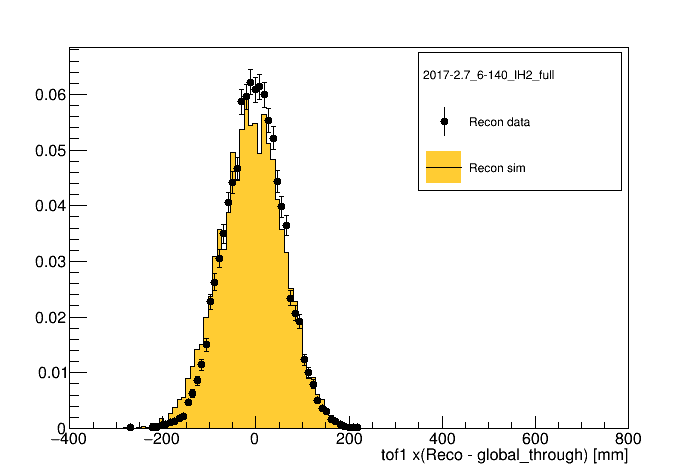 2017-2.7_6-140_IH2_full
Recon data
Recon sim
0.06
0.05
0.04
0.03
0.02
0.01
0
−400 −200 0 200 400 600 800
tof1 x(Reco - global_through) [mm]